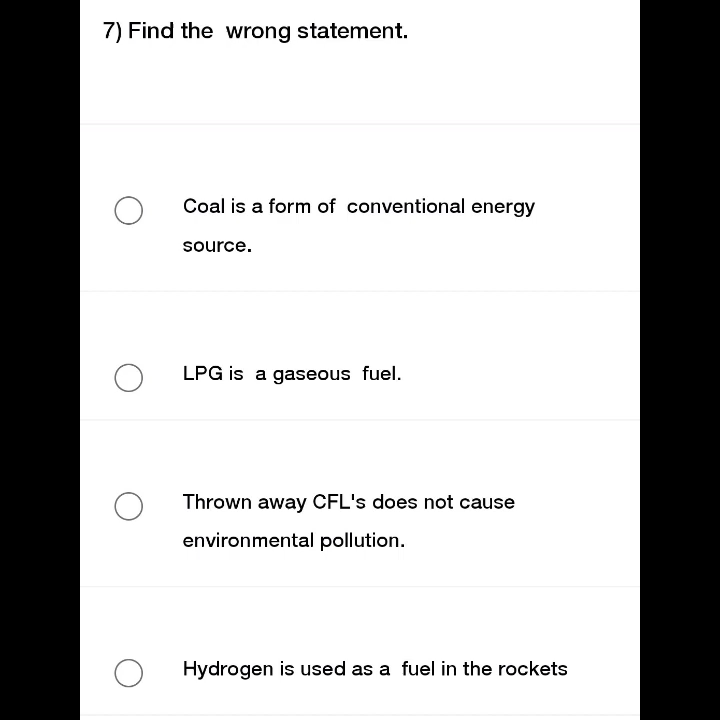 7) Find the wrong statement.
Coal is a form of conventional energy
source.
LPG is a gaseous fuel.
Thrown away CFL's does not cause
environmental pollution.
Hydrogen is used as a fuel in the rockets